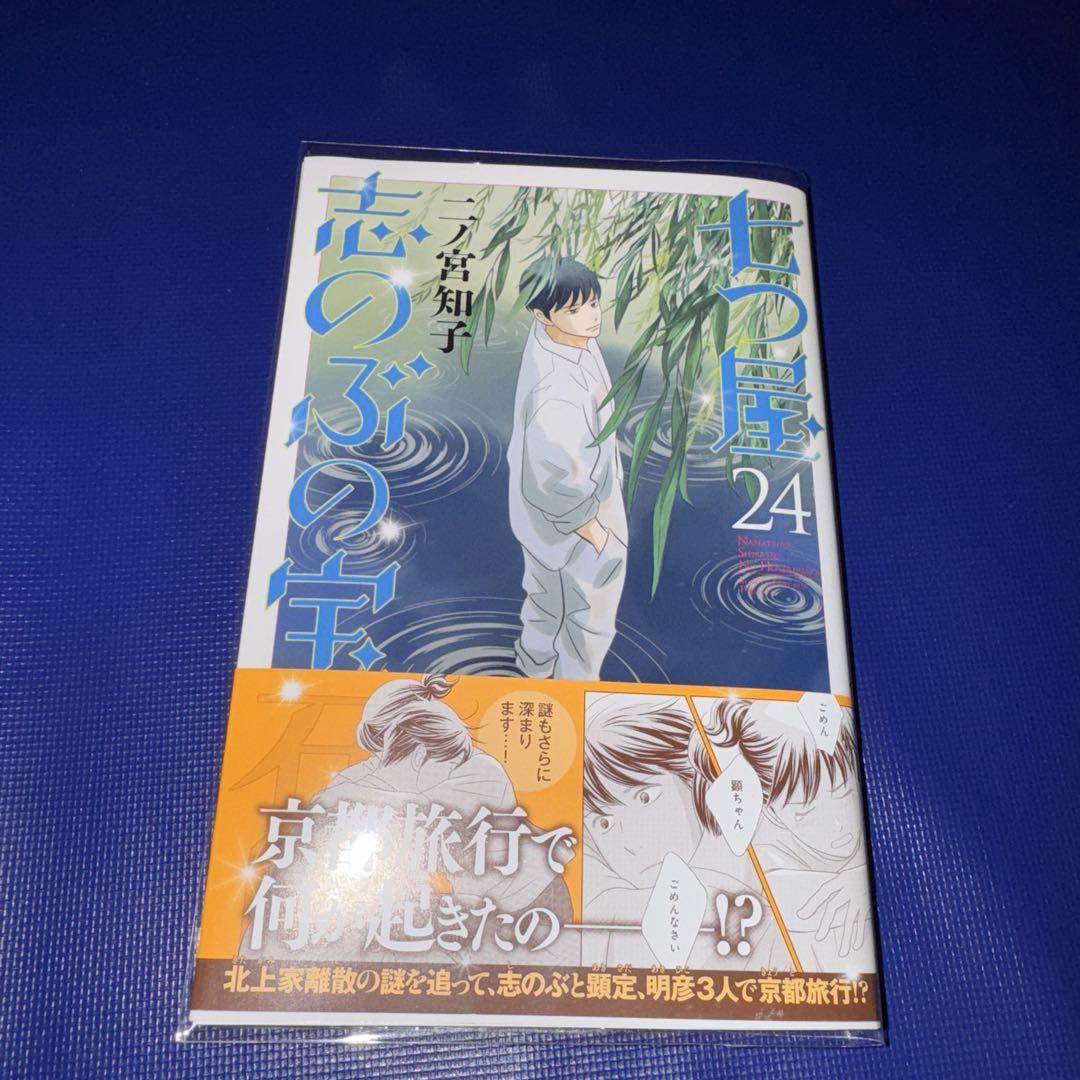 七つ屋
志のぶの宝石
二ノ宮知子
24
謎もさらに
深まり
ます…!
ごめん
顕ちゃん
ごめんなさい
京都旅行で
何が起きたの――!?
北上家離散の謎を追って、志のぶと顕定、明彦3人で京都旅行!?